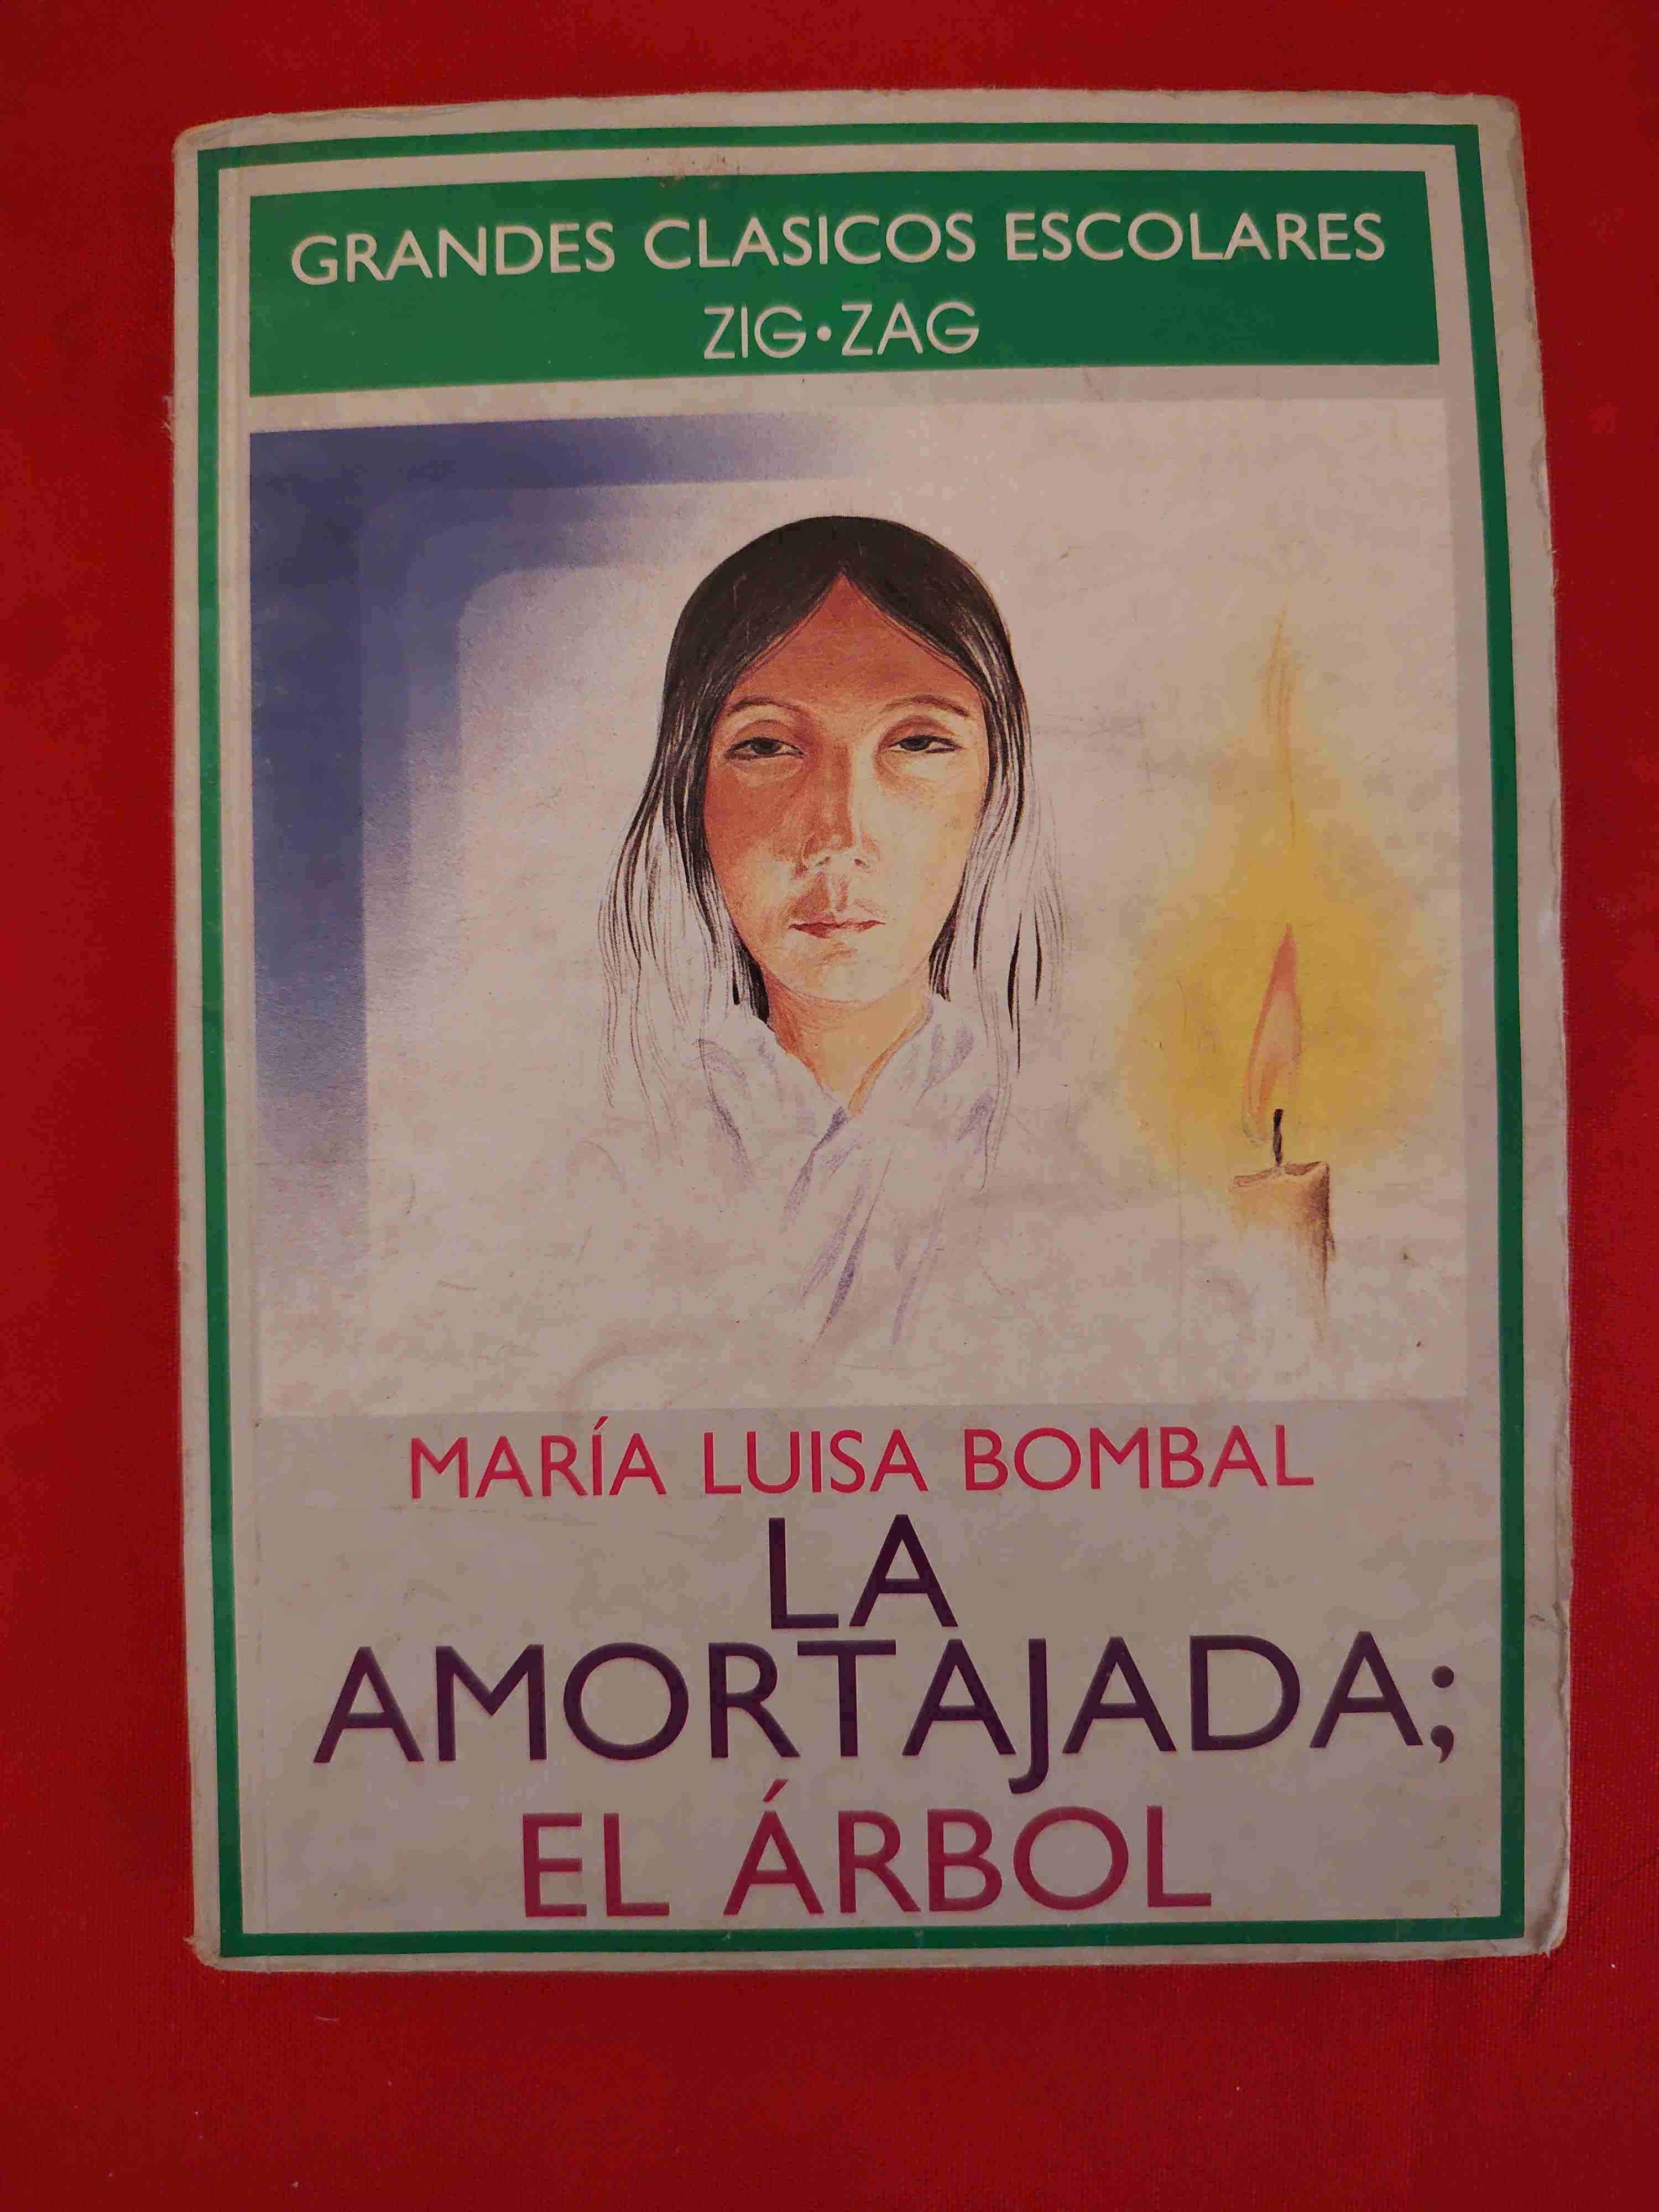 GRANDES CLASICOS ESCOLARES
ZIG•ZAG
MARÍA LUISA BOMBAL
LA
AMORTAJADA;
EL ÁRBOL